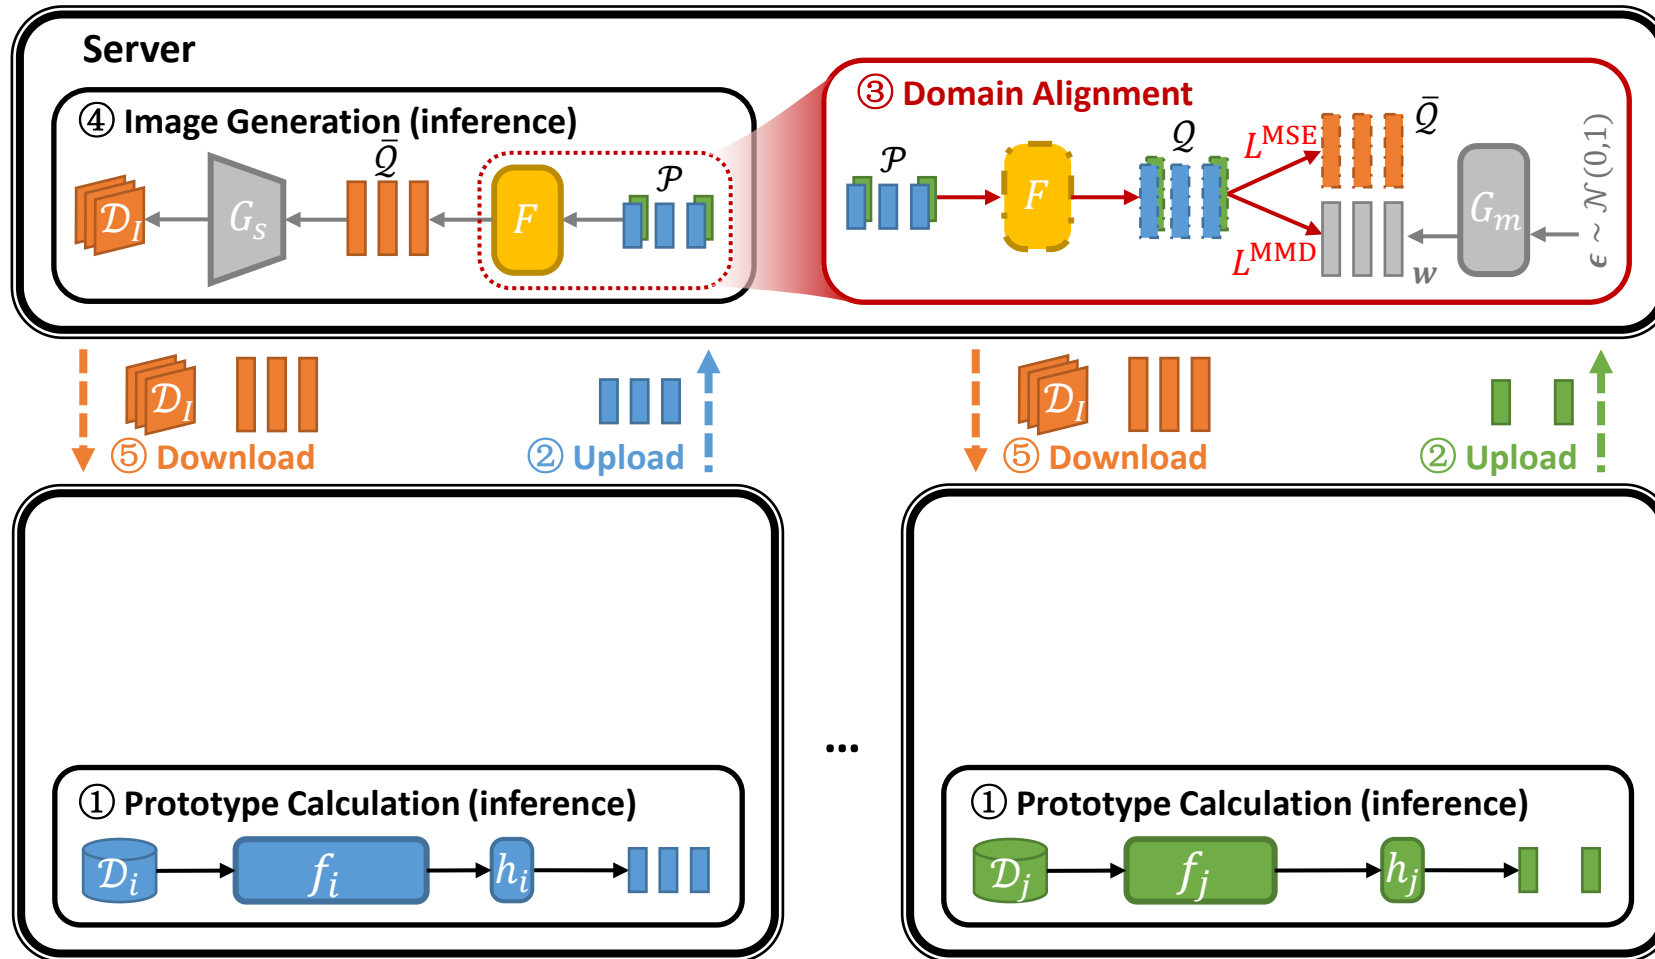 Server
④ Image Generation (inference)
𝒟_I
G_s
𝒬̄
F
𝒫
③ Domain Alignment
𝒫
F
𝒬
L^MSE
L^MMD
𝒬̄
w
G_m
ϵ ~ 𝒩(0,1)
𝒟_I
⑤ Download
② Upload
𝒟_I
⑤ Download
② Upload
...
① Prototype Calculation (inference)
𝒟_i
f_i
h_i
① Prototype Calculation (inference)
𝒟_j
f_j
h_j